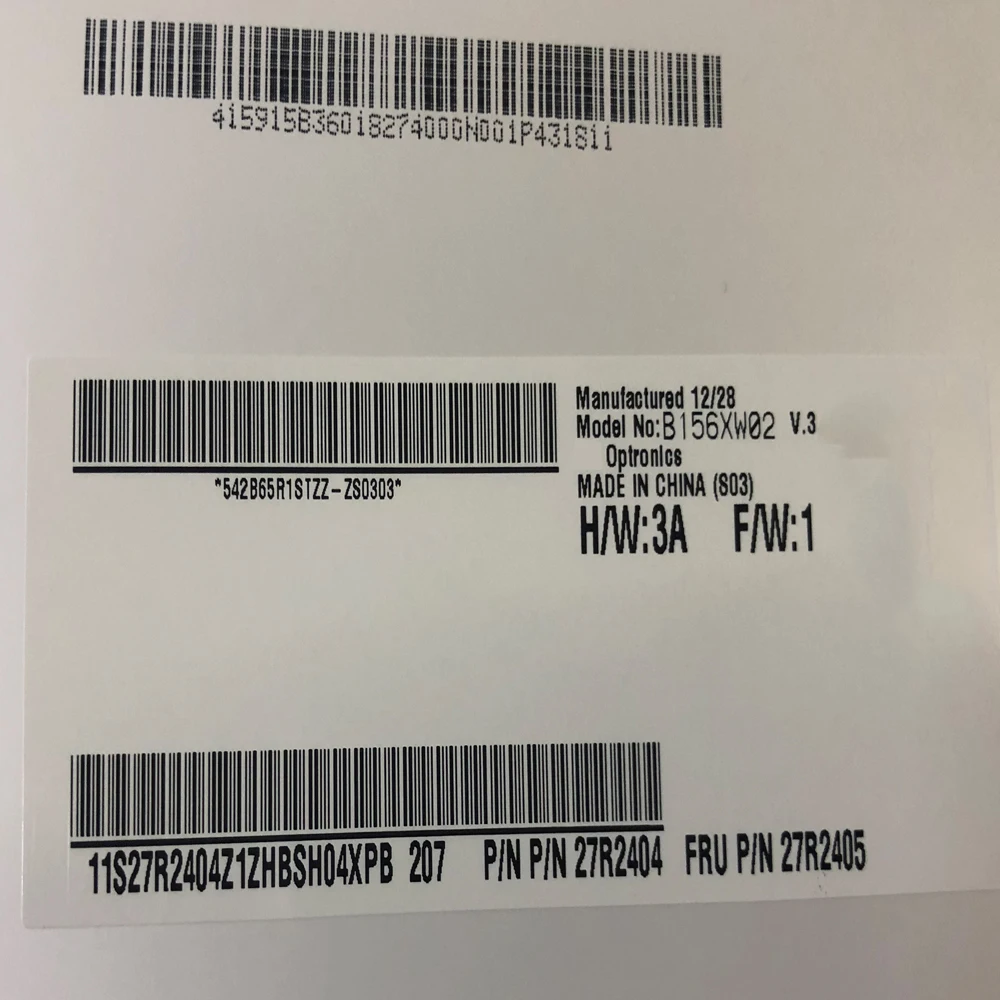 415915B36018274000N001P431811
Manufactured 12/28
Model No:B156XW02 V.3
Optronics
MADE IN CHINA (S03)
H/W:3A F/W:1
*542B65R1STZZ-ZS0303*
11S27R2404Z1ZHBSH04XPB 207 P/N P/N 27R2404 FRU P/N 27R2405